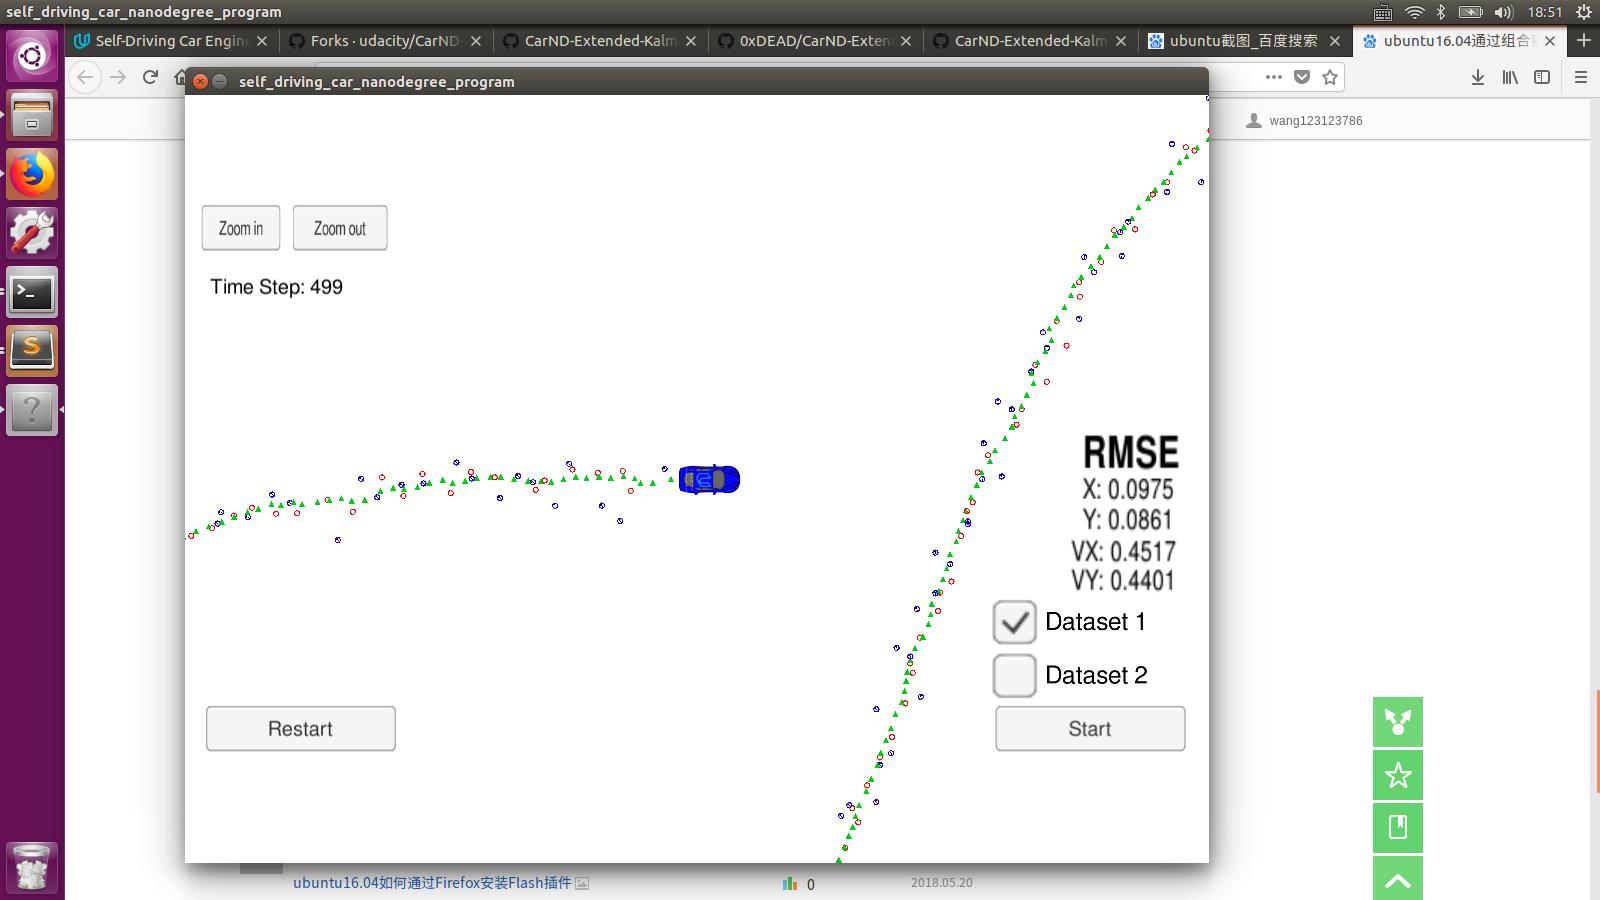 self_driving_car_nanodegree_program
18:51
Self-Driving Car Engin
Forks · udacity/CarND-
CarND-Extended-Kalm
0xDEAD/CarND-Exten
CarND-Extended-Kalm
ubuntu截图_百度搜索
ubuntu16.04通过组合
self_driving_car_nanodegree_program
wang123123786
Zoom in
Zoom out
Time Step: 499
RMSE
X: 0.0975
Y: 0.0861
VX: 0.4517
VY: 0.4401
Dataset 1
Dataset 2
Restart
Start
ubuntu16.04如何通过Firefox安装Flash插件
0
2018.05.20